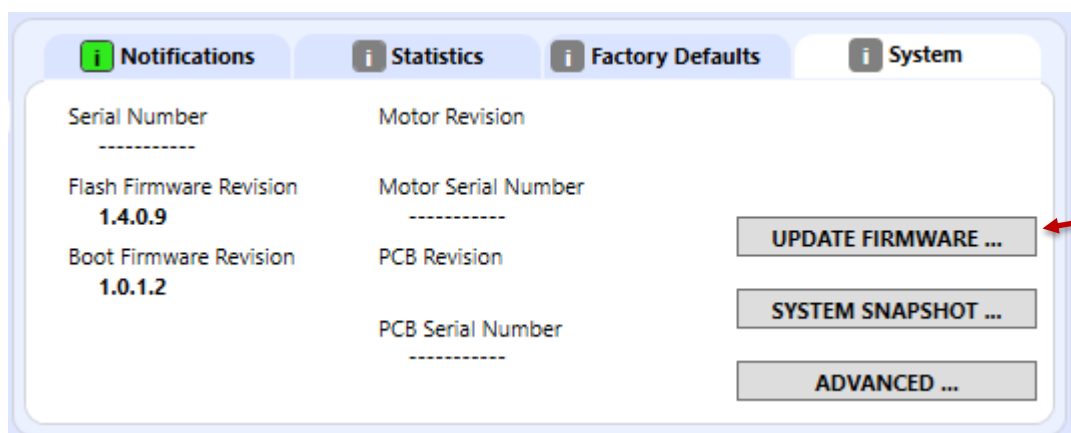 i Notifications
i Statistics
i Factory Defaults
i System
Serial Number
-----------
Flash Firmware Revision
1.4.0.9
Boot Firmware Revision
1.0.1.2
Motor Revision
Motor Serial Number
-----------
PCB Revision
PCB Serial Number
-----------
UPDATE FIRMWARE ...
SYSTEM SNAPSHOT ...
ADVANCED ...